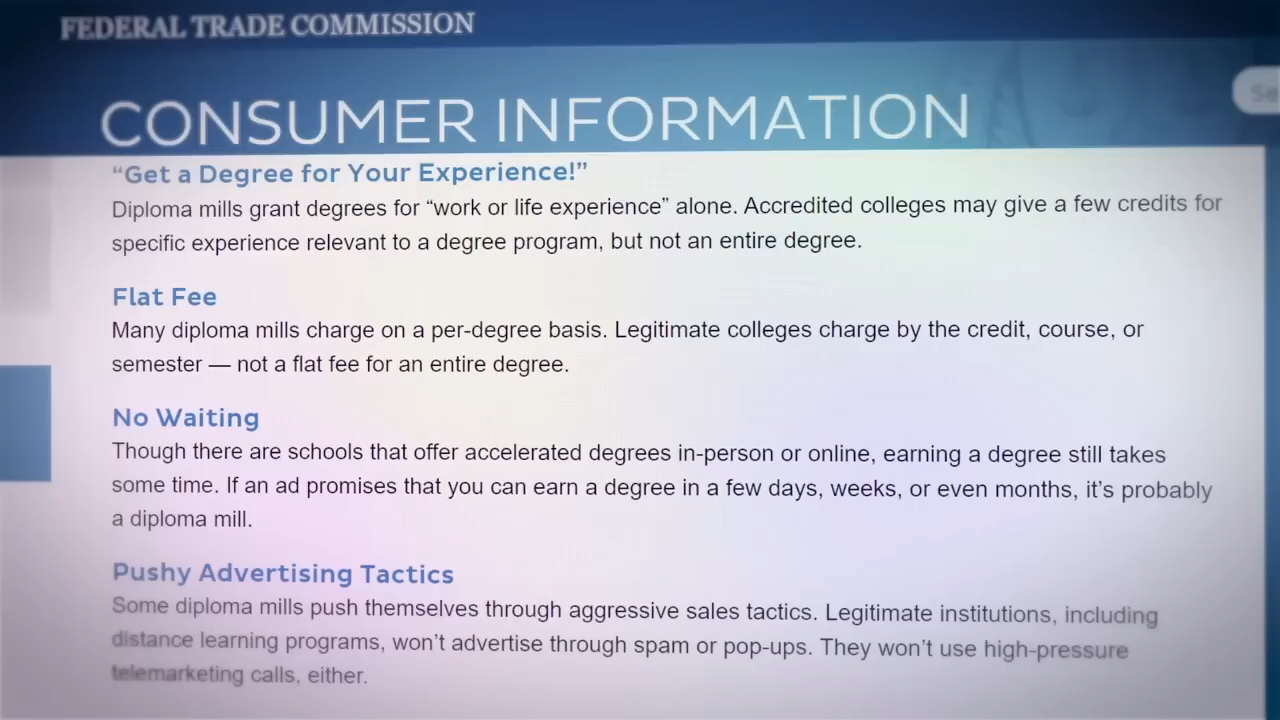 FEDERAL TRADE COMMISSION
CONSUMER INFORMATION
“Get a Degree for Your Experience!”
Diploma mills grant degrees for “work or life experience” alone. Accredited colleges may give a few credits for
specific experience relevant to a degree program, but not an entire degree.
Flat Fee
Many diploma mills charge on a per-degree basis. Legitimate colleges charge by the credit, course, or
semester — not a flat fee for an entire degree.
No Waiting
Though there are schools that offer accelerated degrees in-person or online, earning a degree still takes
some time. If an ad promises that you can earn a degree in a few days, weeks, or even months, it’s probably
a diploma mill.
Pushy Advertising Tactics
Some diploma mills push themselves through aggressive sales tactics. Legitimate institutions, including
distance learning programs, won’t advertise through spam or pop-ups. They won’t use high-pressure
telemarketing calls, either.